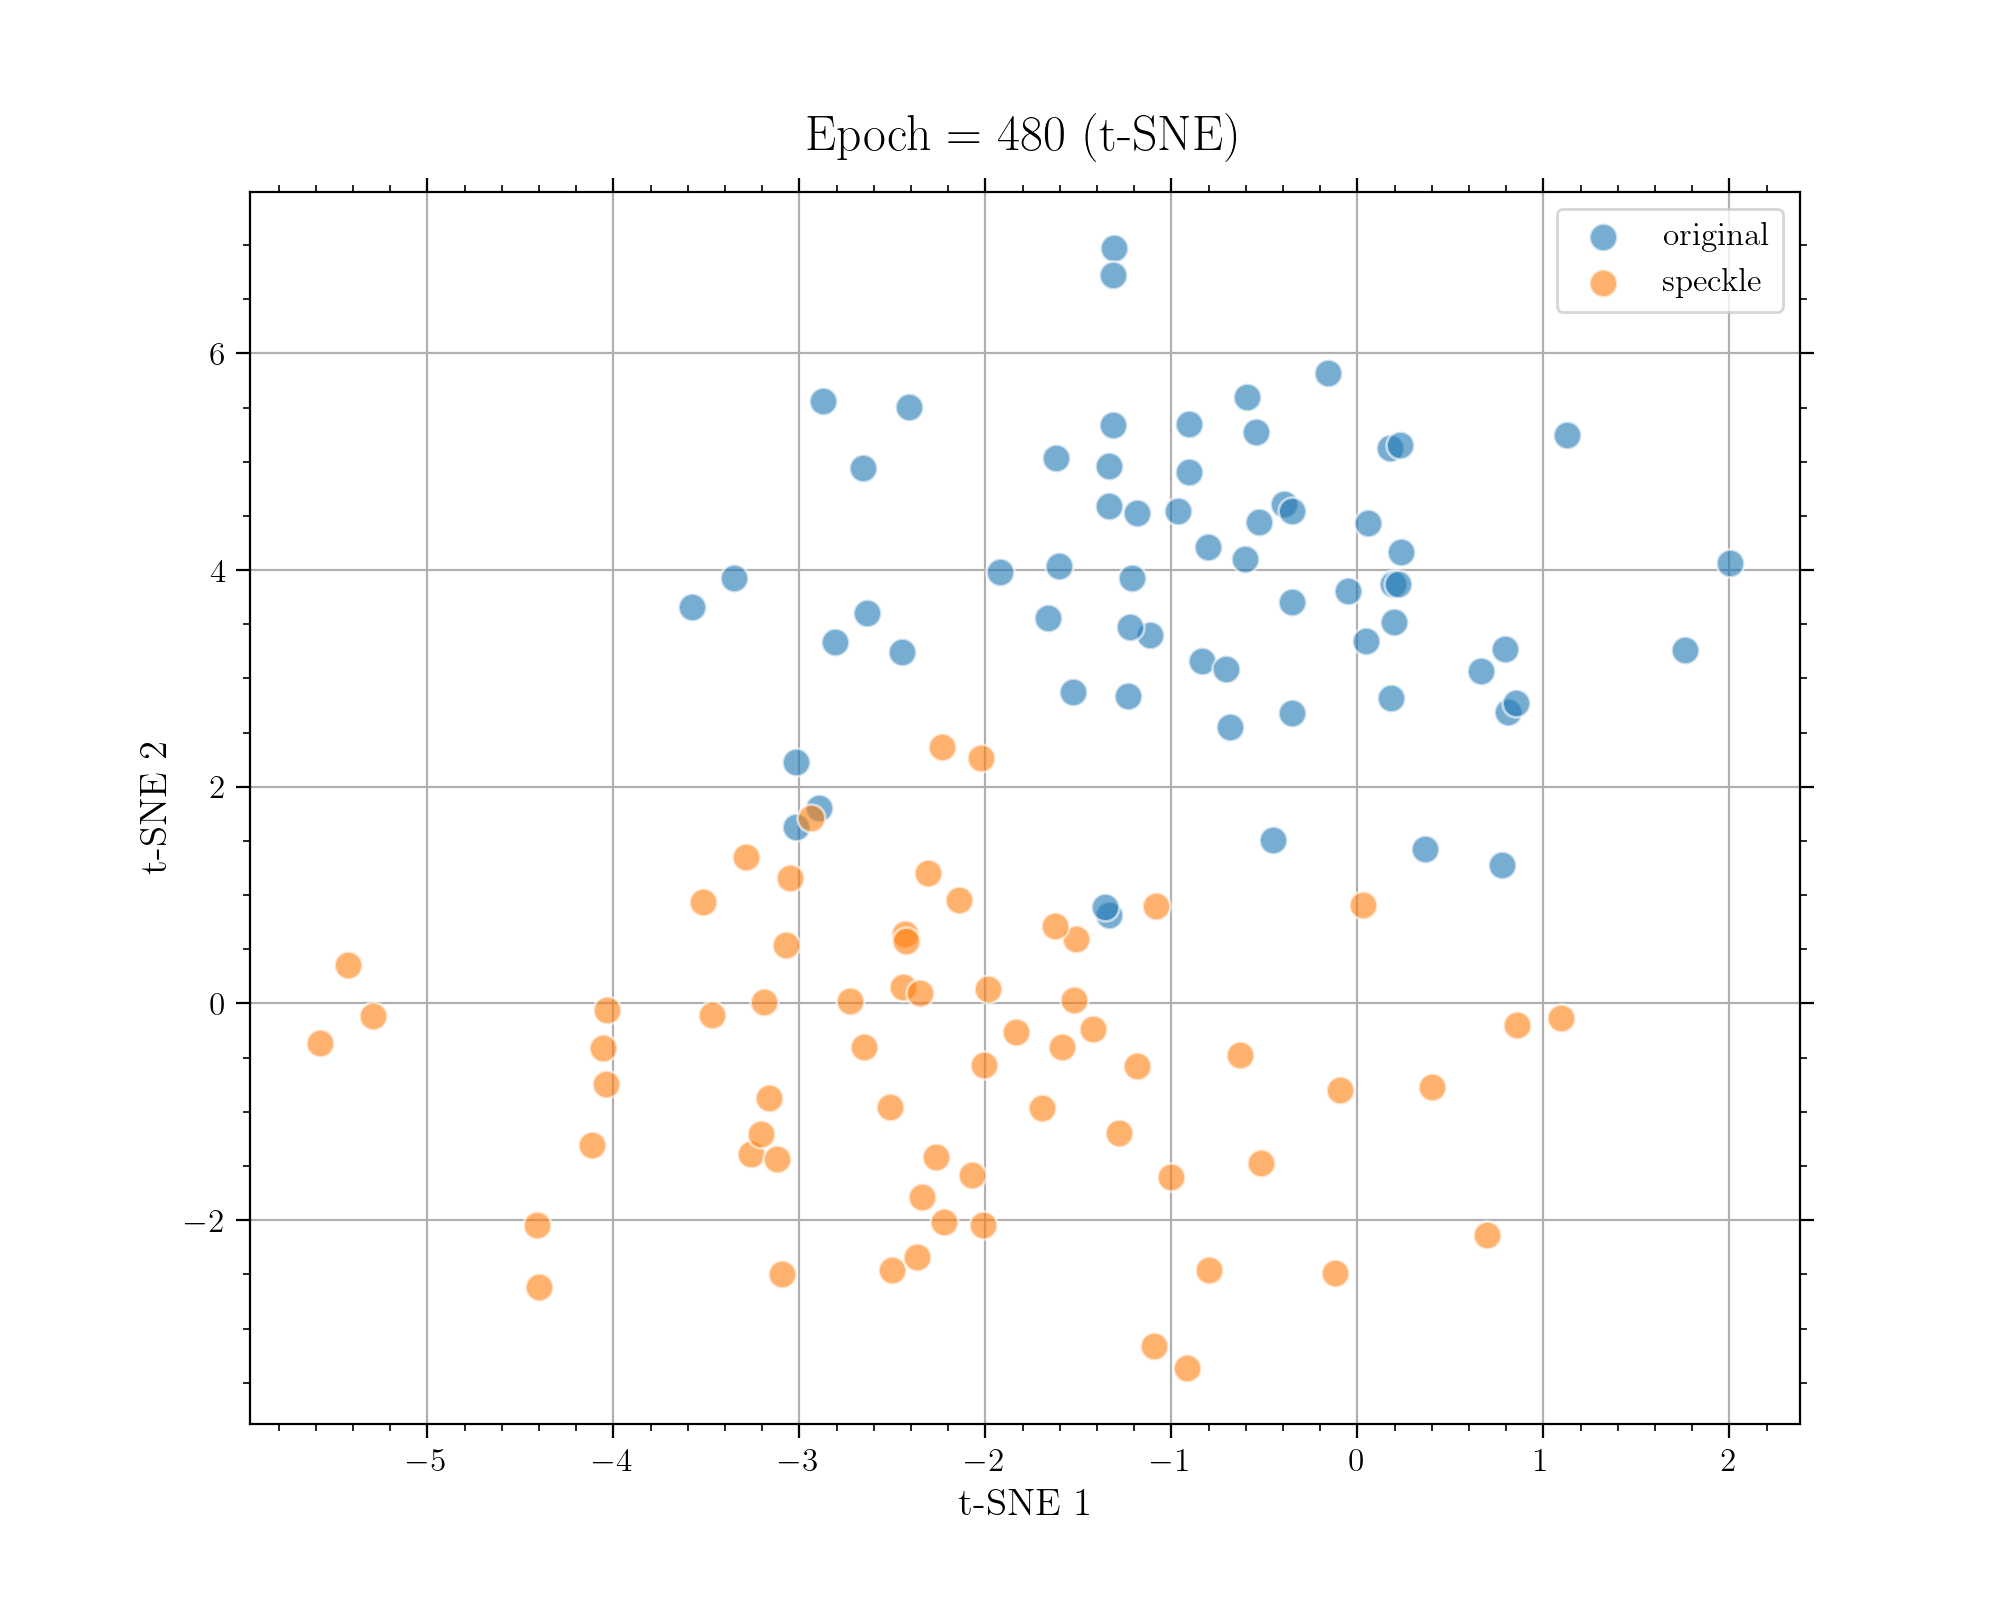 Epoch = 480 (t-SNE)
original
speckle
6
4
2
0
−2
t-SNE 2
−5 −4 −3 −2 −1 0 1 2
t-SNE 1